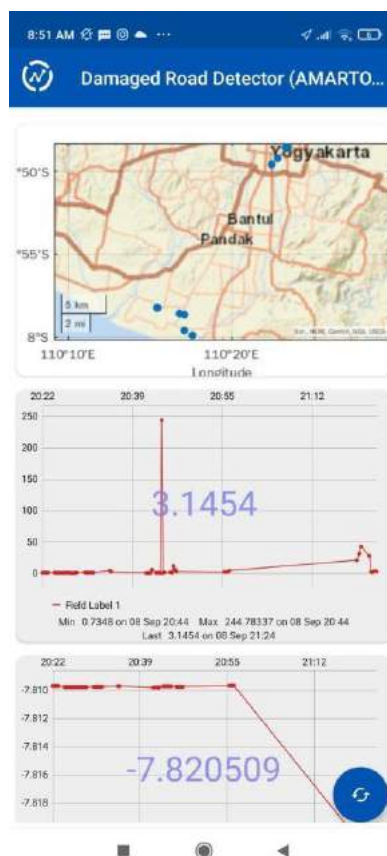 8:51 AM
Damaged Road Detector (AMARTO...
°50'S
Yogyakarta
Bantul
Pandak
°55'S
5 km
2 mi
8°S
110°10'E
110°20'E
Longitude
20:22 20:39 20:55 21:12
250
200
150
100
50
0
3.1454
Field Label 1
Min 0.7348 on 08 Sep 20:44 Max 244.78337 on 08 Sep 20:44
Last 3.1454 on 08 Sep 21:24
20:22 20:39 20:55 21:12
-7.810
-7.812
-7.814
-7.816
-7.818
-7.820509